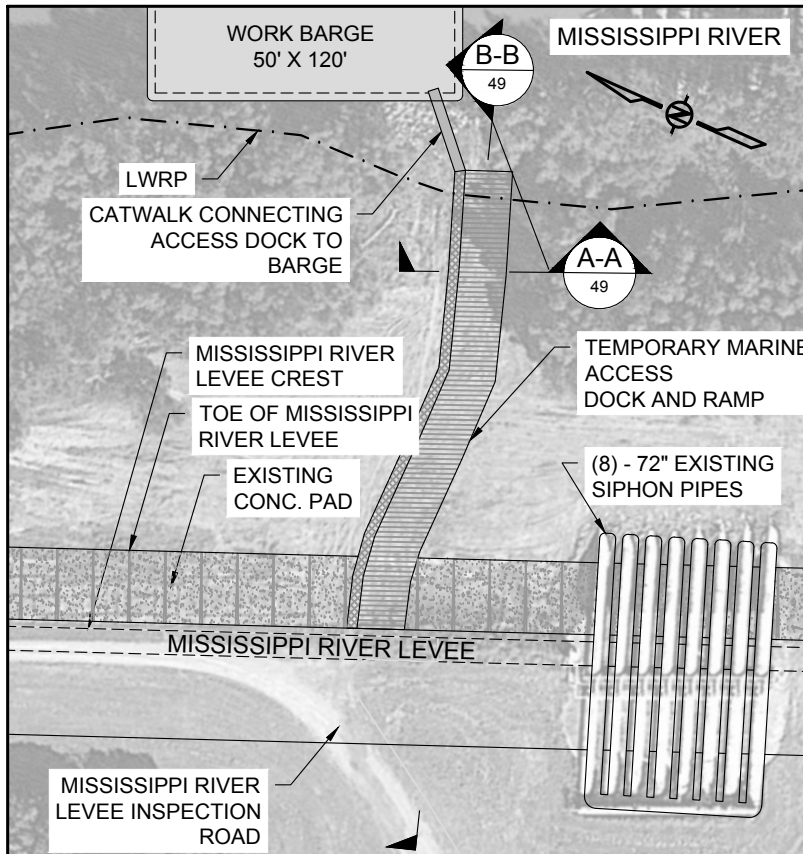 WORK BARGE
50' X 120'
MISSISSIPPI RIVER
B-B
49
N
LWRP
CATWALK CONNECTING
ACCESS DOCK TO
BARGE
A-A
49
MISSISSIPPI RIVER
LEVEE CREST
TEMPORARY MARINE
ACCESS
DOCK AND RAMP
TOE OF MISSISSIPPI
RIVER LEVEE
(8) - 72" EXISTING
SIPHON PIPES
EXISTING
CONC. PAD
MISSISSIPPI RIVER LEVEE
MISSISSIPPI RIVER
LEVEE INSPECTION
ROAD